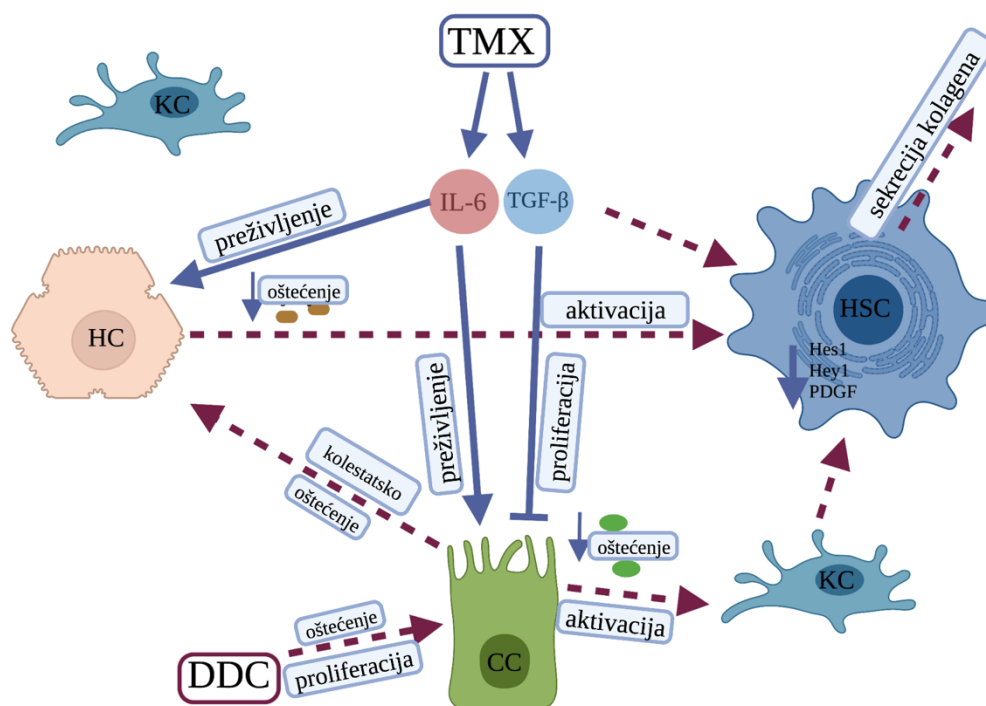 TMX
KC
sekrecija kolagena
IL-6
TGF-β
preživljenje
oštećenje
HC
aktivacija
HSC
Hes1
Hey1
PDGF
preživljenje
proliferacija
kolestatsko
oštećenje
oštećenje
KC
aktivacija
oštećenje
DDC
proliferacija
CC